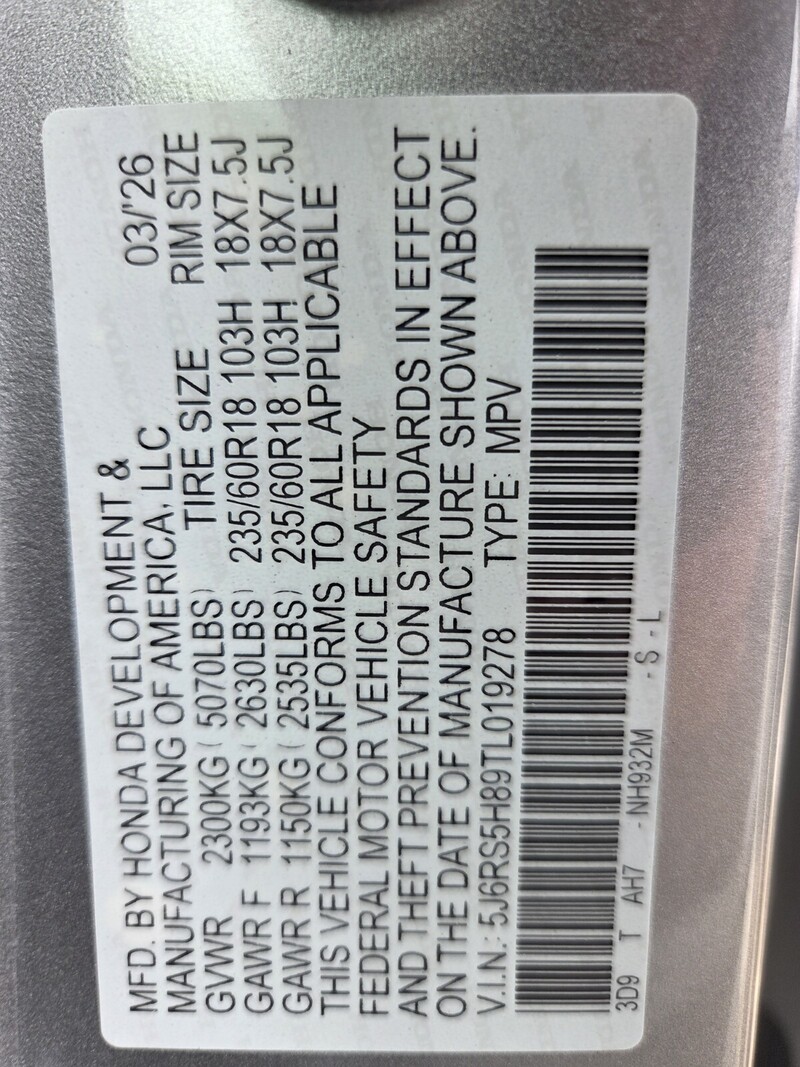 MFD. BY HONDA DEVELOPMENT &
MANUFACTURING OF AMERICA, LLC 03/'26
GVWR 2300KG ( 5070LBS) TIRE SIZE RIM SIZE
GAWR F 1193KG ( 2630LBS) 235/60R18 103H 18X7.5J
GAWR R 1150KG ( 2535LBS) 235/60R18 103H 18X7.5J
THIS VEHICLE CONFORMS TO ALL APPLICABLE
FEDERAL MOTOR VEHICLE SAFETY
AND THEFT PREVENTION STANDARDS IN EFFECT
ON THE DATE OF MANUFACTURE SHOWN ABOVE.
V.I.N.: 5J6RS5H89TL019278 TYPE: MPV
3D9 T AH7 - NH932M - S - L